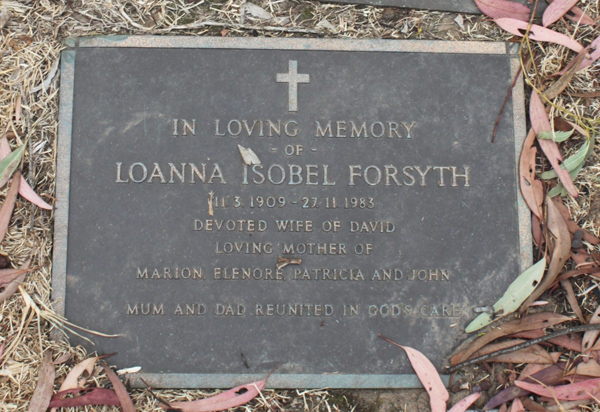 IN LOVING MEMORY
- OF -
LOANNA ISOBEL FORSYTH
11. 3. 1909 - 27. 11. 1983
DEVOTED WIFE OF DAVID
LOVING MOTHER OF
MARION, ELENORE, PATRICIA AND JOHN
MUM AND DAD REUNITED IN GOD'S CARE